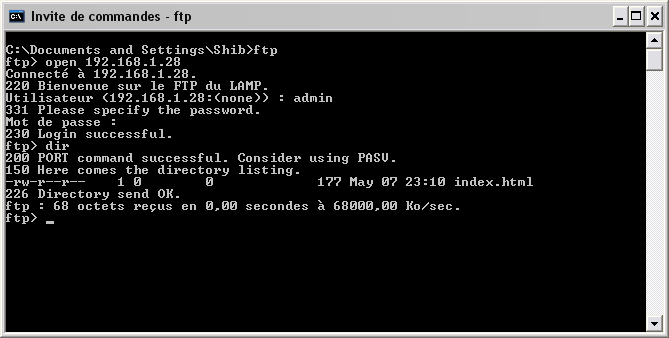 Invite de commandes - ftp
C:\Documents and Settings\Shib>ftp
ftp> open 192.168.1.28
Connecté à 192.168.1.28.
220 Bienvenue sur le FTP du LAMP.
Utilisateur (192.168.1.28:(none)) : admin
331 Please specify the password.
Mot de passe :
230 Login successful.
ftp> dir
200 PORT command successful. Consider using PASV.
150 Here comes the directory listing.
-rw-r--r--    1 0        0             177 May 07 23:10 index.html
226 Directory send OK.
ftp : 68 octets reçus en 0,00 secondes à 68000,00 Ko/sec.
ftp> _